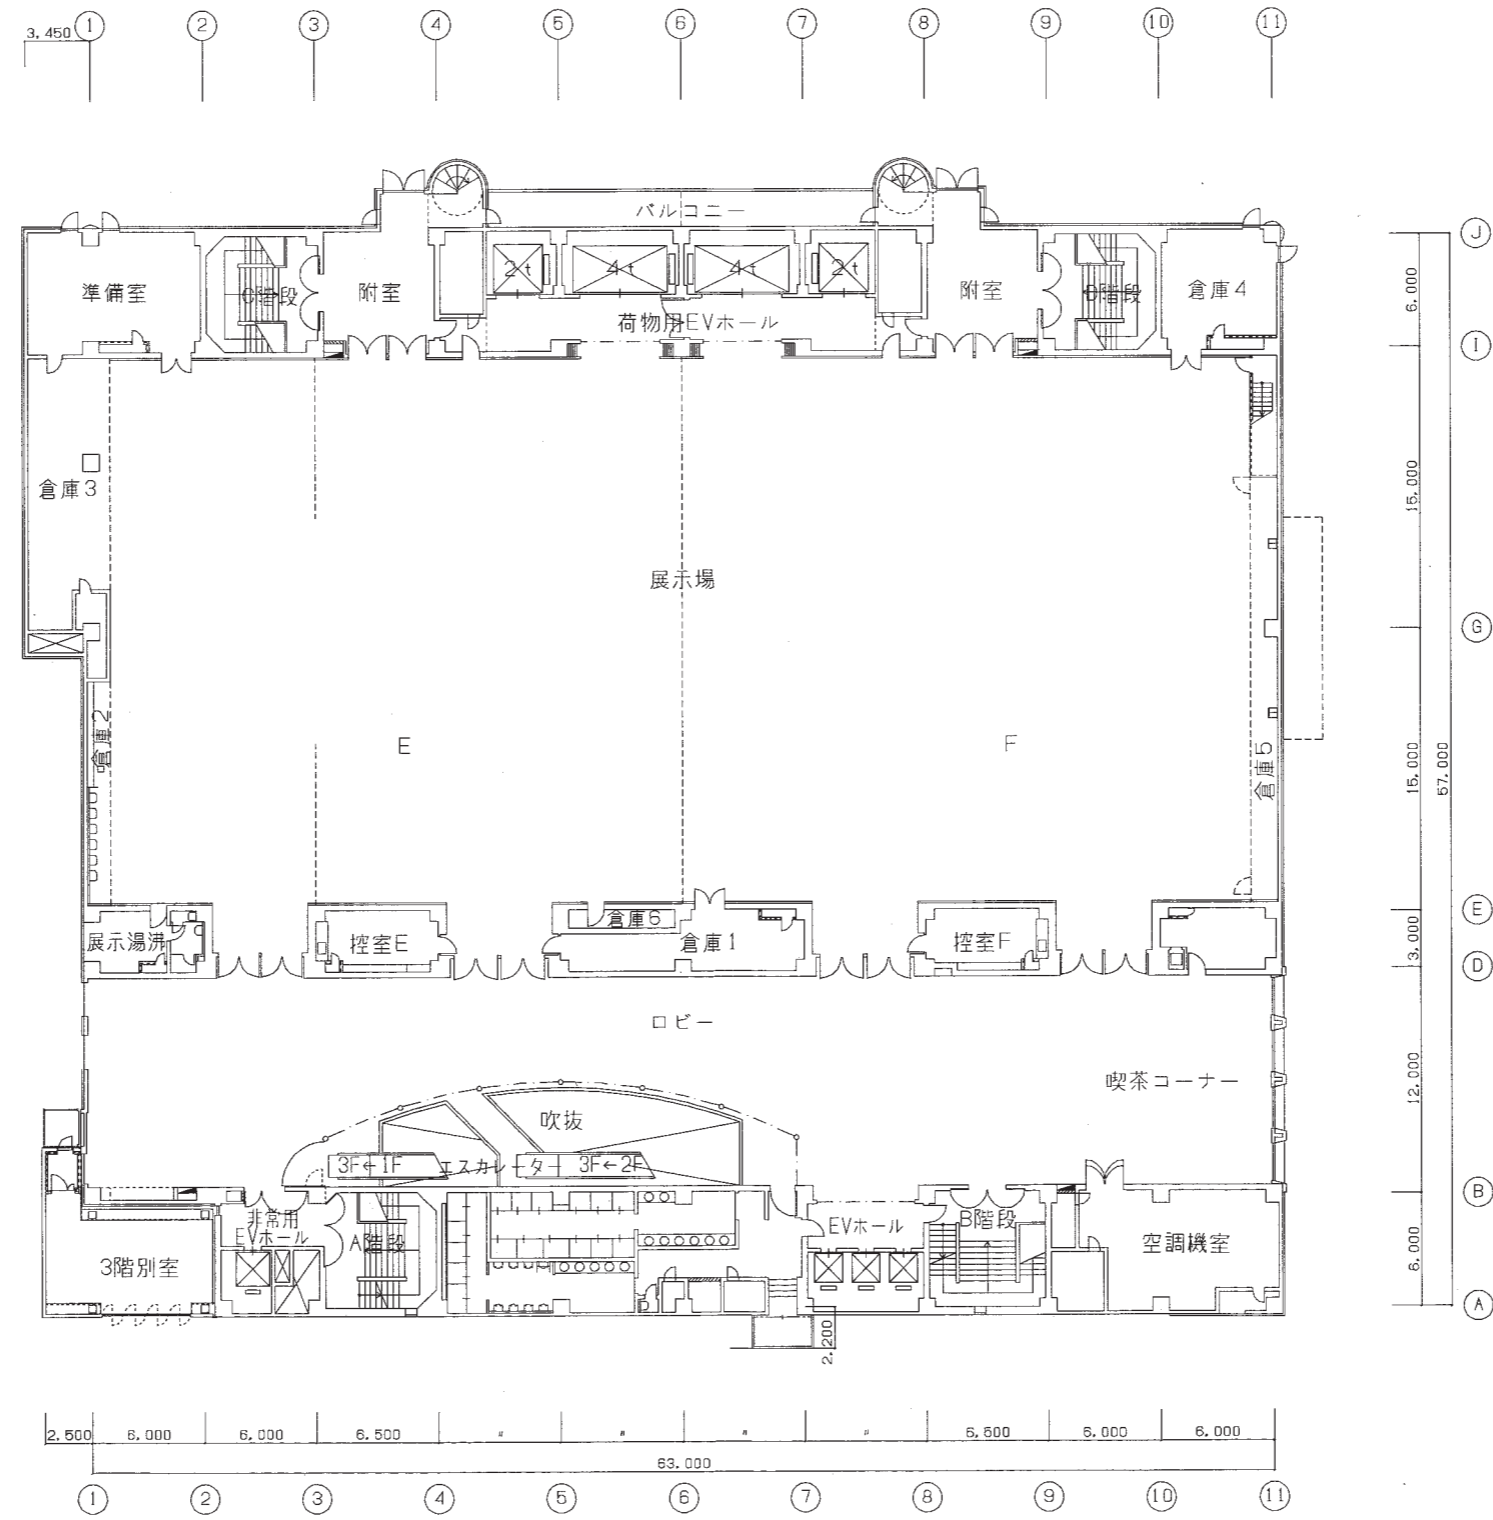 3,450
1 2 3 4 5 6 7 8 9 10 11
バルコニー
J
2t 4t 4t 2t
準備室 C階段 附室 附室 D階段 倉庫4
6,000
荷物用EVホール
I
倉庫3
15,000
展示場
G
倉庫2
E F
倉庫5
15,000
57,000
E
倉庫6
展示湯沸 控室E 倉庫1 控室F
3,000
D
ロビー
喫茶コーナー
12,000
吹抜
3F←1F エスカレーター 3F←2F
B
非常用
EVホール
A階段
EVホール
B階段
3階別室
空調機室
6,000
A
2,200
2,500 6,000 6,000 6,500 〃 〃 〃 〃 6,500 6,000 6,000
63,000
1 2 3 4 5 6 7 8 9 10 11